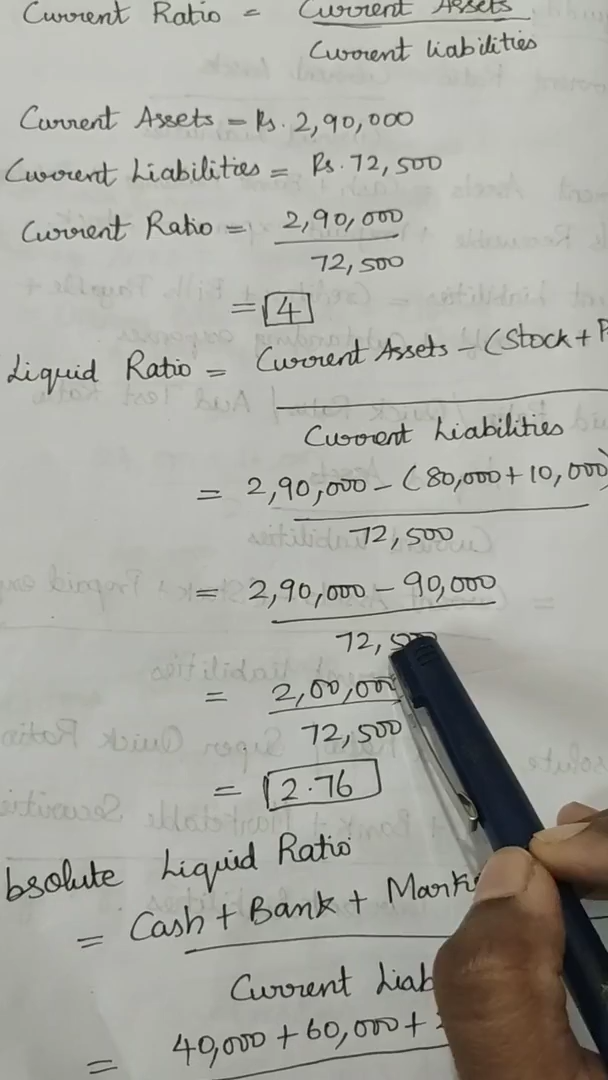 Current Ratio = Current Assets
Current liabilities
Current Assets = Rs. 2,90,000
Current Liabilities = Rs. 72,500
Current Ratio = 2,90,000
72,500
= 4
Liquid Ratio = Current Assets - (Stock + P
Current Liabilities
= 2,90,000 - (80,000 + 10,000)
72,500
= 2,90,000 - 90,000
72,500
= 2,00,000
72,500
= 2.76
bsolute Liquid Ratio
= Cash + Bank + Mark
Current Liab
= 40,000 + 60,000 +